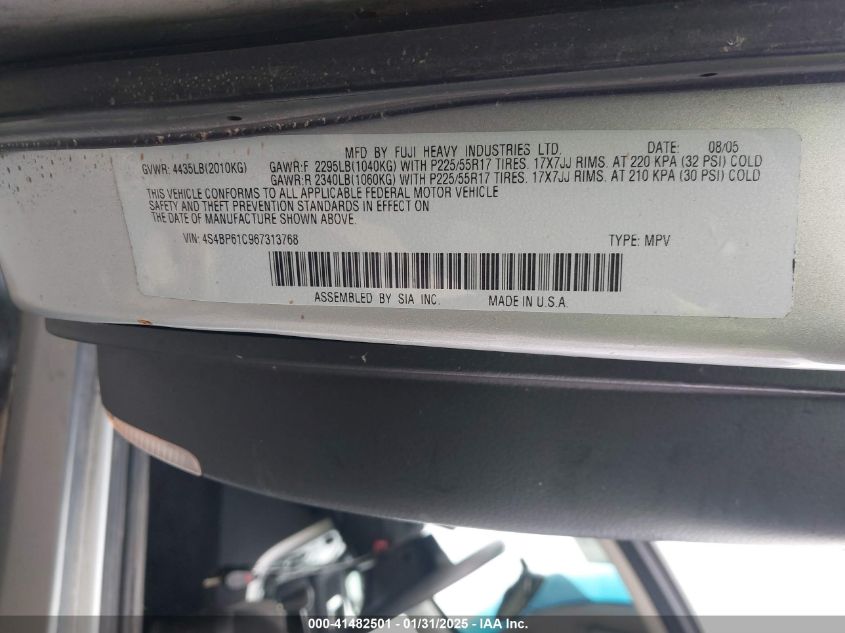 MFD BY FUJI HEAVY INDUSTRIES LTD. DATE: 08/05
GVWR: 4435LB(2010KG) GAWR:F 2295LB(1040KG) WITH P225/55R17 TIRES. 17X7JJ RIMS. AT 220 KPA (32 PSI) COLD
GAWR:R 2340LB(1060KG) WITH P225/55R17 TIRES. 17X7JJ RIMS. AT 210 KPA (30 PSI) COLD
THIS VEHICLE CONFORMS TO ALL APPLICABLE FEDERAL MOTOR VEHICLE
SAFETY AND THEFT PREVENTION STANDARDS IN EFFECT ON
THE DATE OF MANUFACTURE SHOWN ABOVE.
VIN: 4S4BP61C967313768 TYPE: MPV
ASSEMBLED BY SIA INC. MADE IN U.S.A.
000-41482501 - 01/31/2025 - IAA Inc.